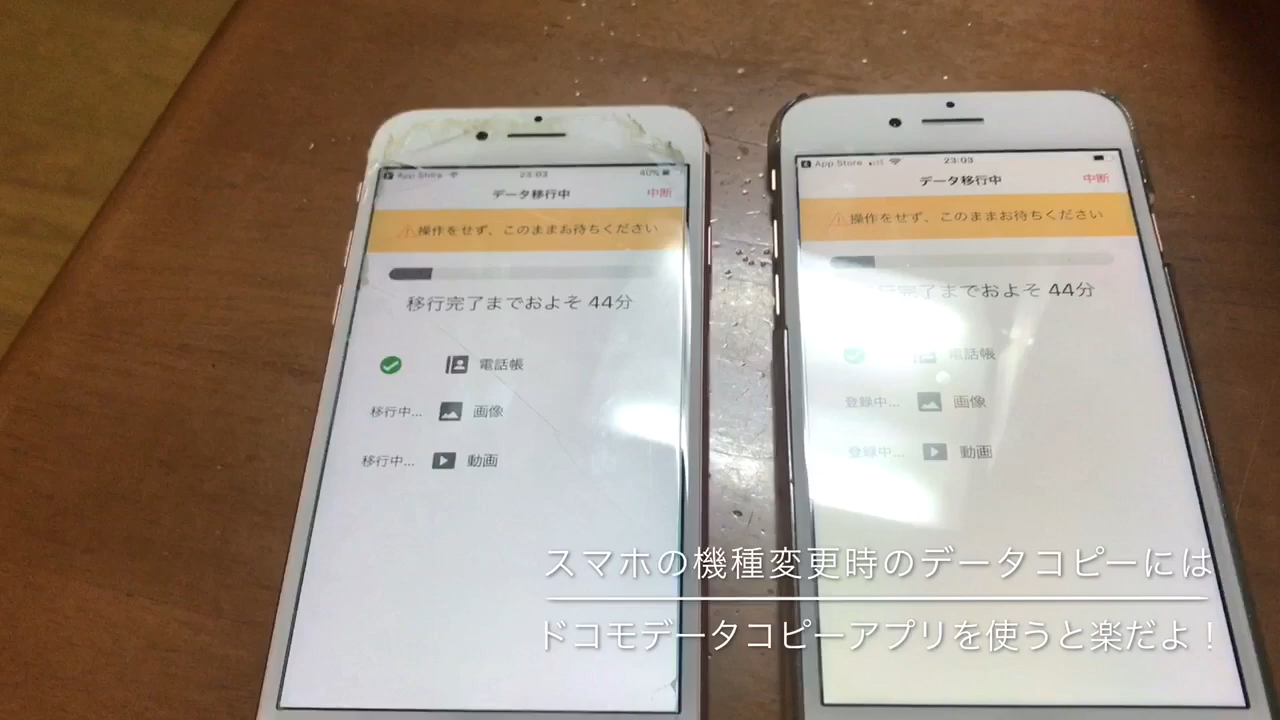 App Store
23:03
40%
データ移行中
中断
操作をせず、このままお待ちください
移行完了までおよそ 44分
電話帳
移行中... 画像
移行中... 動画
App Store
23:03
データ移行中
中断
操作をせず、このままお待ちください
完了までおよそ 44分
電話帳
登録中... 画像
登録中... 動画
スマホの機種変更時のデータコピーには
ドコモデータコピーアプリを使うと楽だよ！